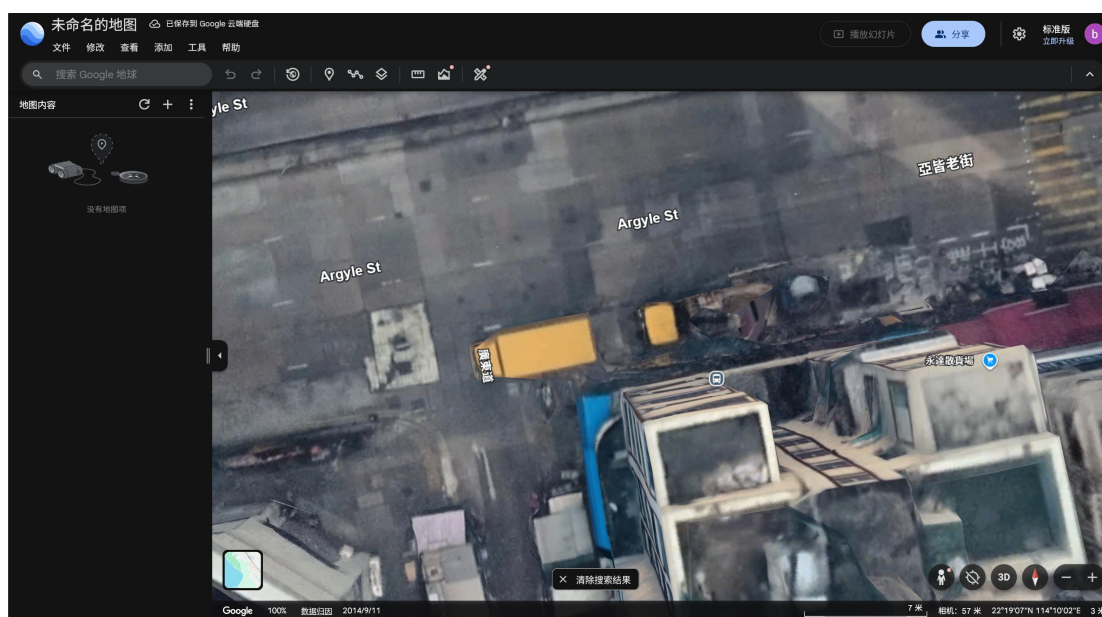 未命名的地图 已保存到 Google 云端硬盘
文件 修改 查看 添加 工具 帮助
播放幻灯片
分享
标准版
立即升级
b
搜索 Google 地球
地图内容
没有地图项
yle St
亞皆老街
Argyle St
Argyle St
廣東道
永達散貨場
清除搜索结果
3D
Google 100% 数据归因 2014/9/11
7 米 相机：57 米 22°19'07"N 114°10'02"E 3